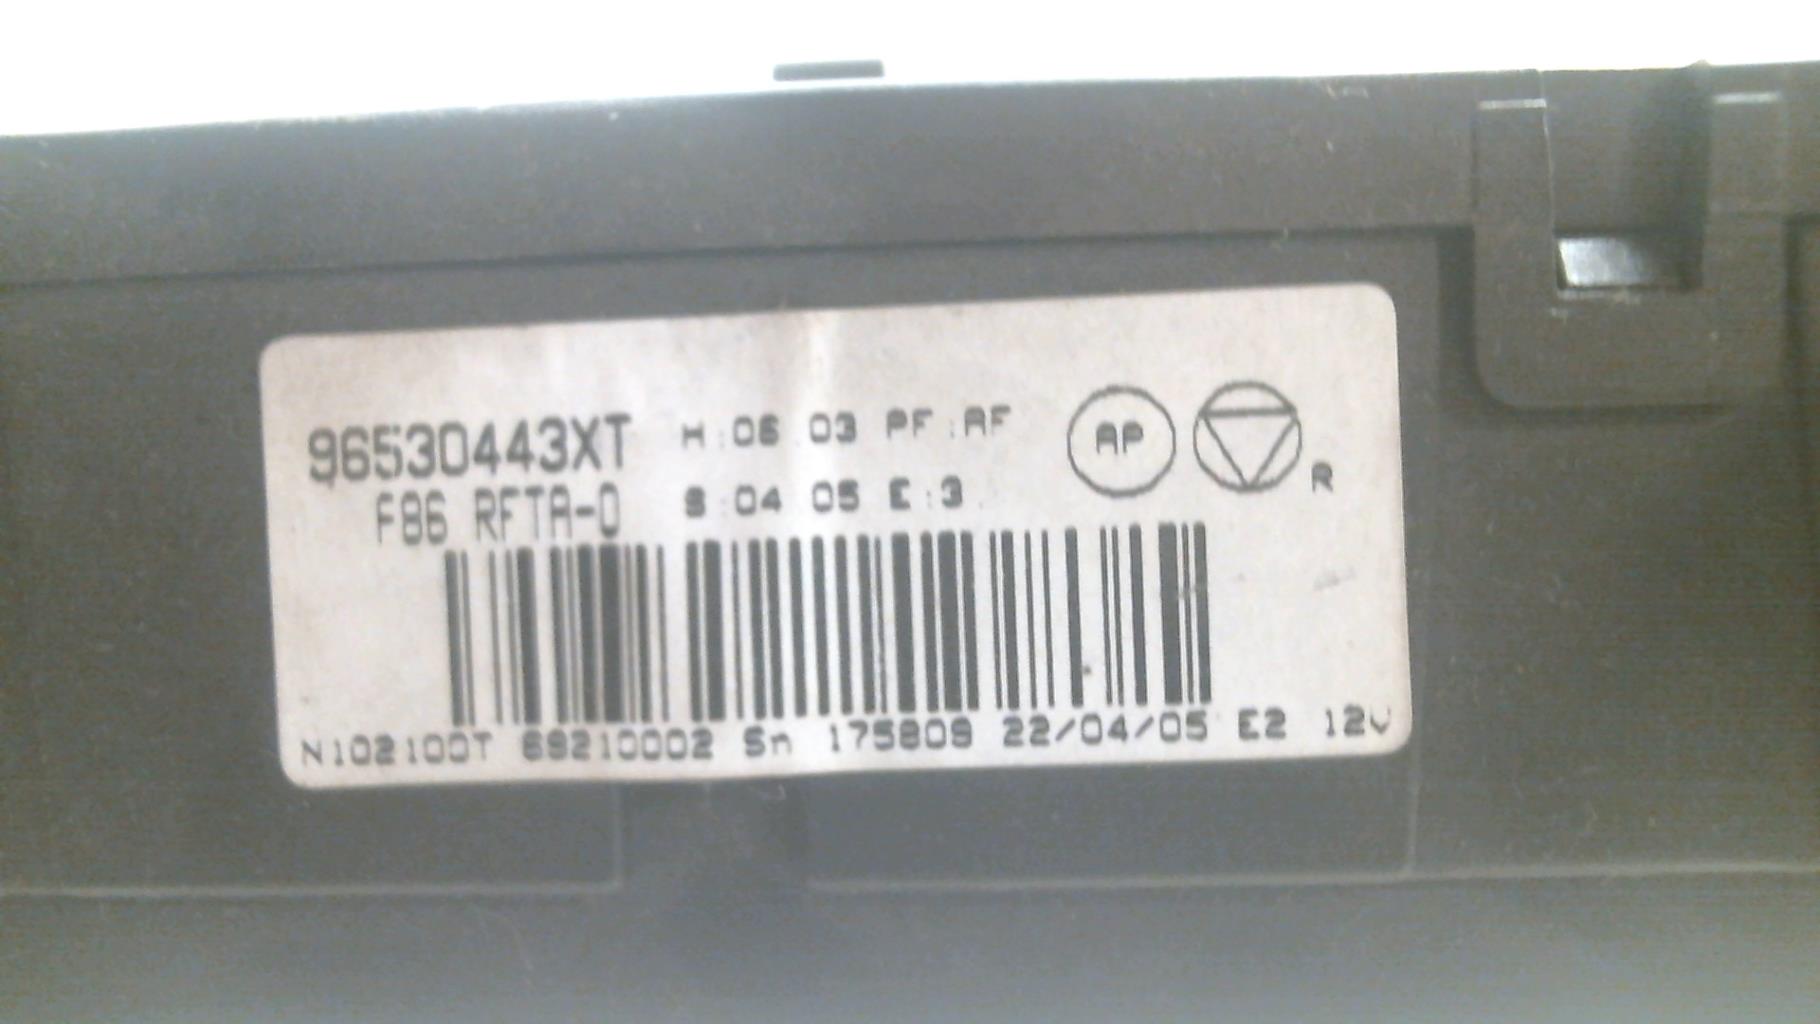 96530443XT H:06 03 PF:AF
F86 RFTA-0 S:04 05 E:3
AP
R
N102100T 69210002 Sn 175809 22/04/05 E2 12V